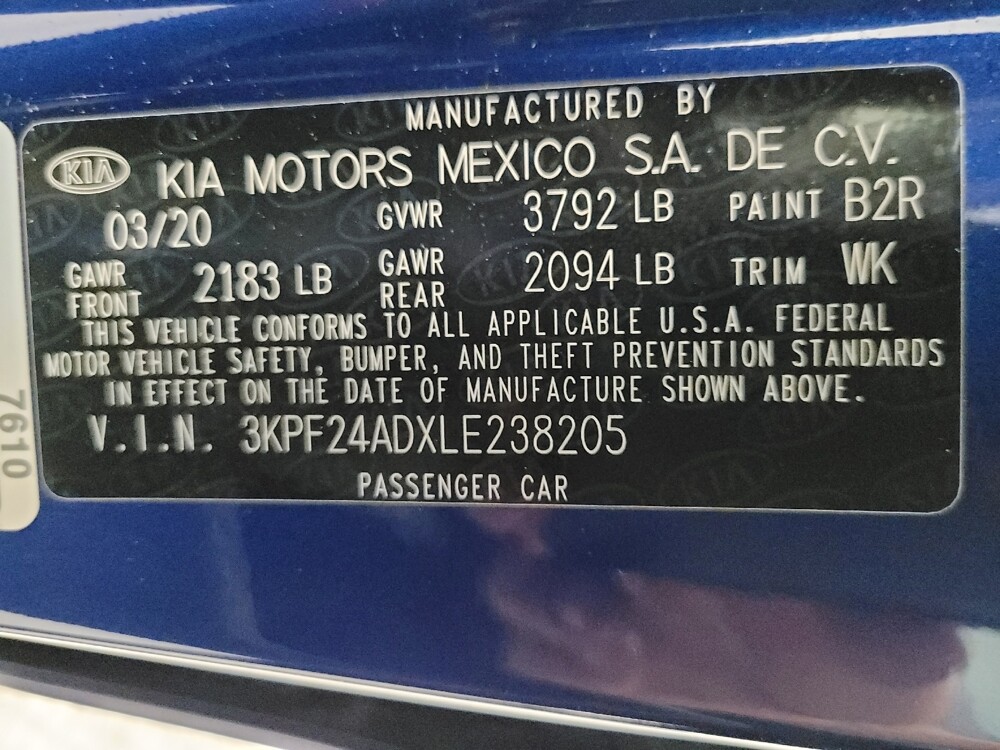 MANUFACTURED BY
KIA KIA MOTORS MEXICO S.A. DE C.V.
03/20 GVWR 3792 LB PAINT B2R
GAWR FRONT 2183 LB GAWR REAR 2094 LB TRIM WK
THIS VEHICLE CONFORMS TO ALL APPLICABLE U.S.A. FEDERAL
MOTOR VEHICLE SAFETY, BUMPER, AND THEFT PREVENTION STANDARDS
IN EFFECT ON THE DATE OF MANUFACTURE SHOWN ABOVE.
V.I.N. 3KPF24ADXLE238205
PASSENGER CAR
7610